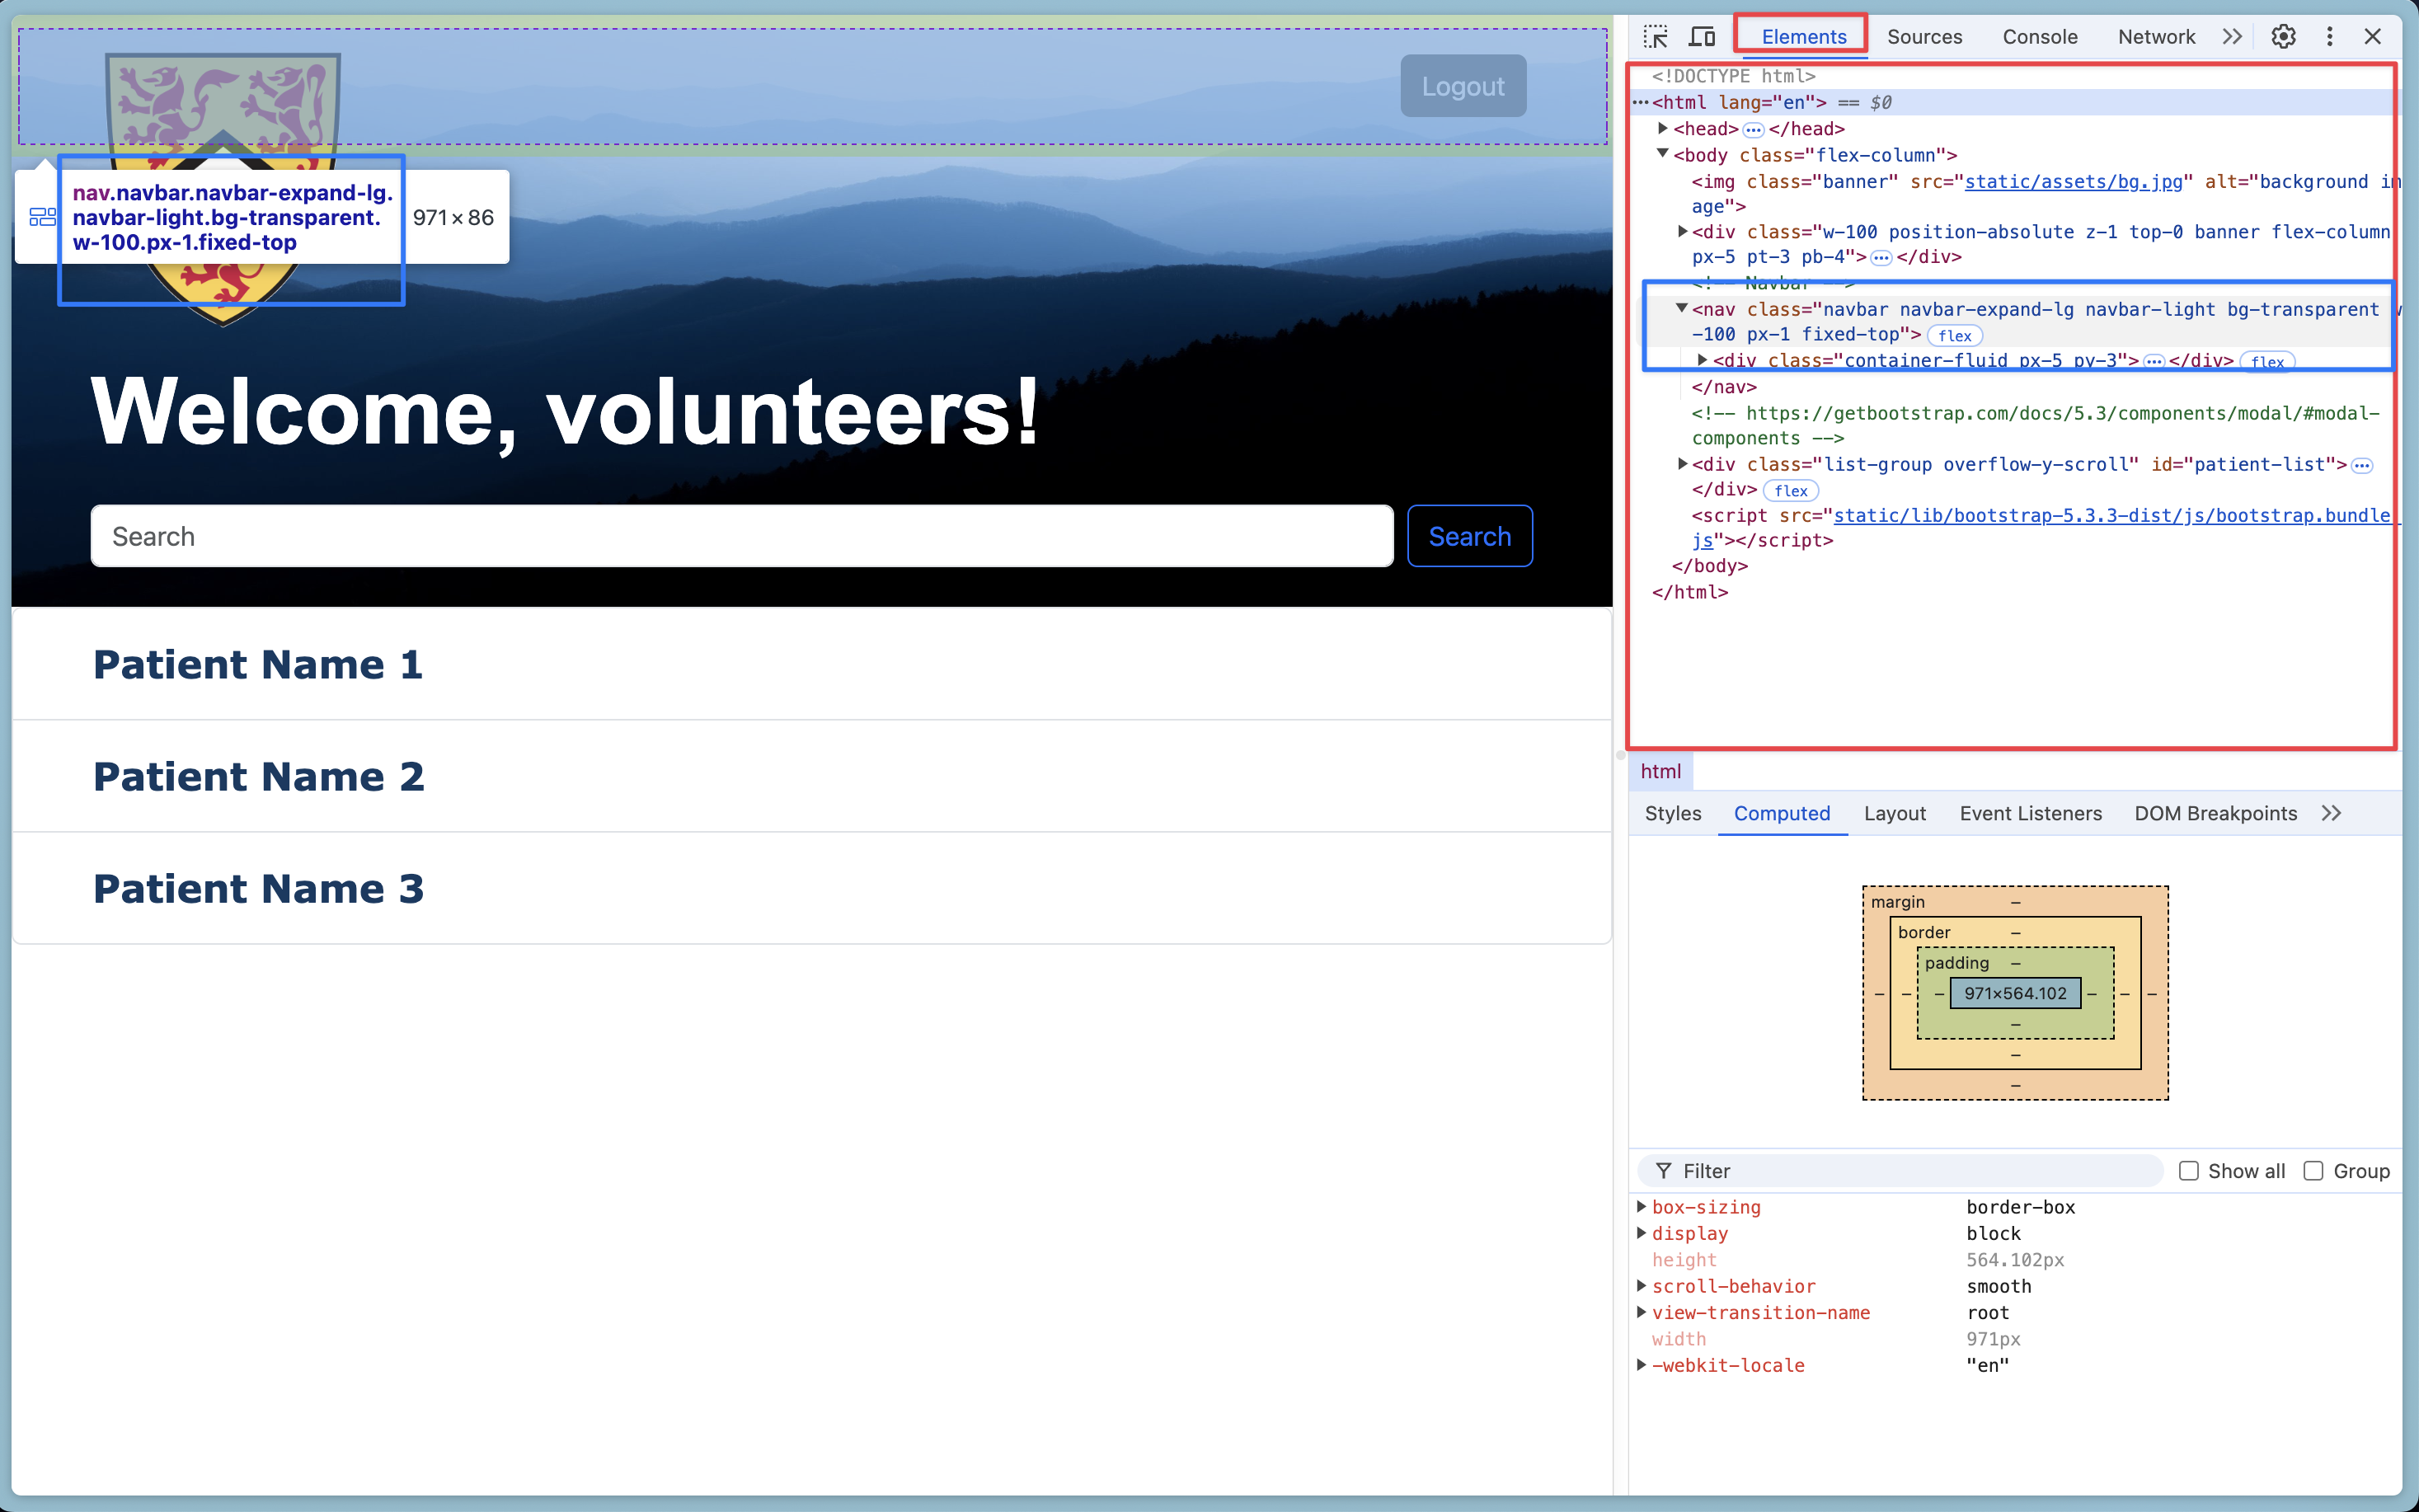 Logout
nav.navbar.navbar-expand-lg.
navbar-light.bg-transparent.
w-100.px-1.fixed-top
971×86
Welcome, volunteers!
Search
Search
Patient Name 1
Patient Name 2
Patient Name 3
Elements Sources Console Network
<!DOCTYPE html>
<html lang="en"> == $0
<head> </head>
<body class="flex-column">
<img class="banner" src="static/assets/bg.jpg" alt="background im
age">
<div class="w-100 position-absolute z-1 top-0 banner flex-column
px-5 pt-3 pb-4"> </div>
<!-- Navbar -->
<nav class="navbar navbar-expand-lg navbar-light bg-transparent w
-100 px-1 fixed-top"> flex
<div class="container-fluid px-5 py-3"> </div> flex
</nav>
<!-- https://getbootstrap.com/docs/5.3/components/modal/#modal-
components -->
<div class="list-group overflow-y-scroll" id="patient-list">
</div> flex
<script src="static/lib/bootstrap-5.3.3-dist/js/bootstrap.bundle.
js"></script>
</body>
</html>
html
Styles Computed Layout Event Listeners DOM Breakpoints
margin –
border –
padding –
– – – 971×564.102 – – –
–
–
–
Filter Show all Group
box-sizing border-box
display block
height 564.102px
scroll-behavior smooth
view-transition-name root
width 971px
-webkit-locale "en"